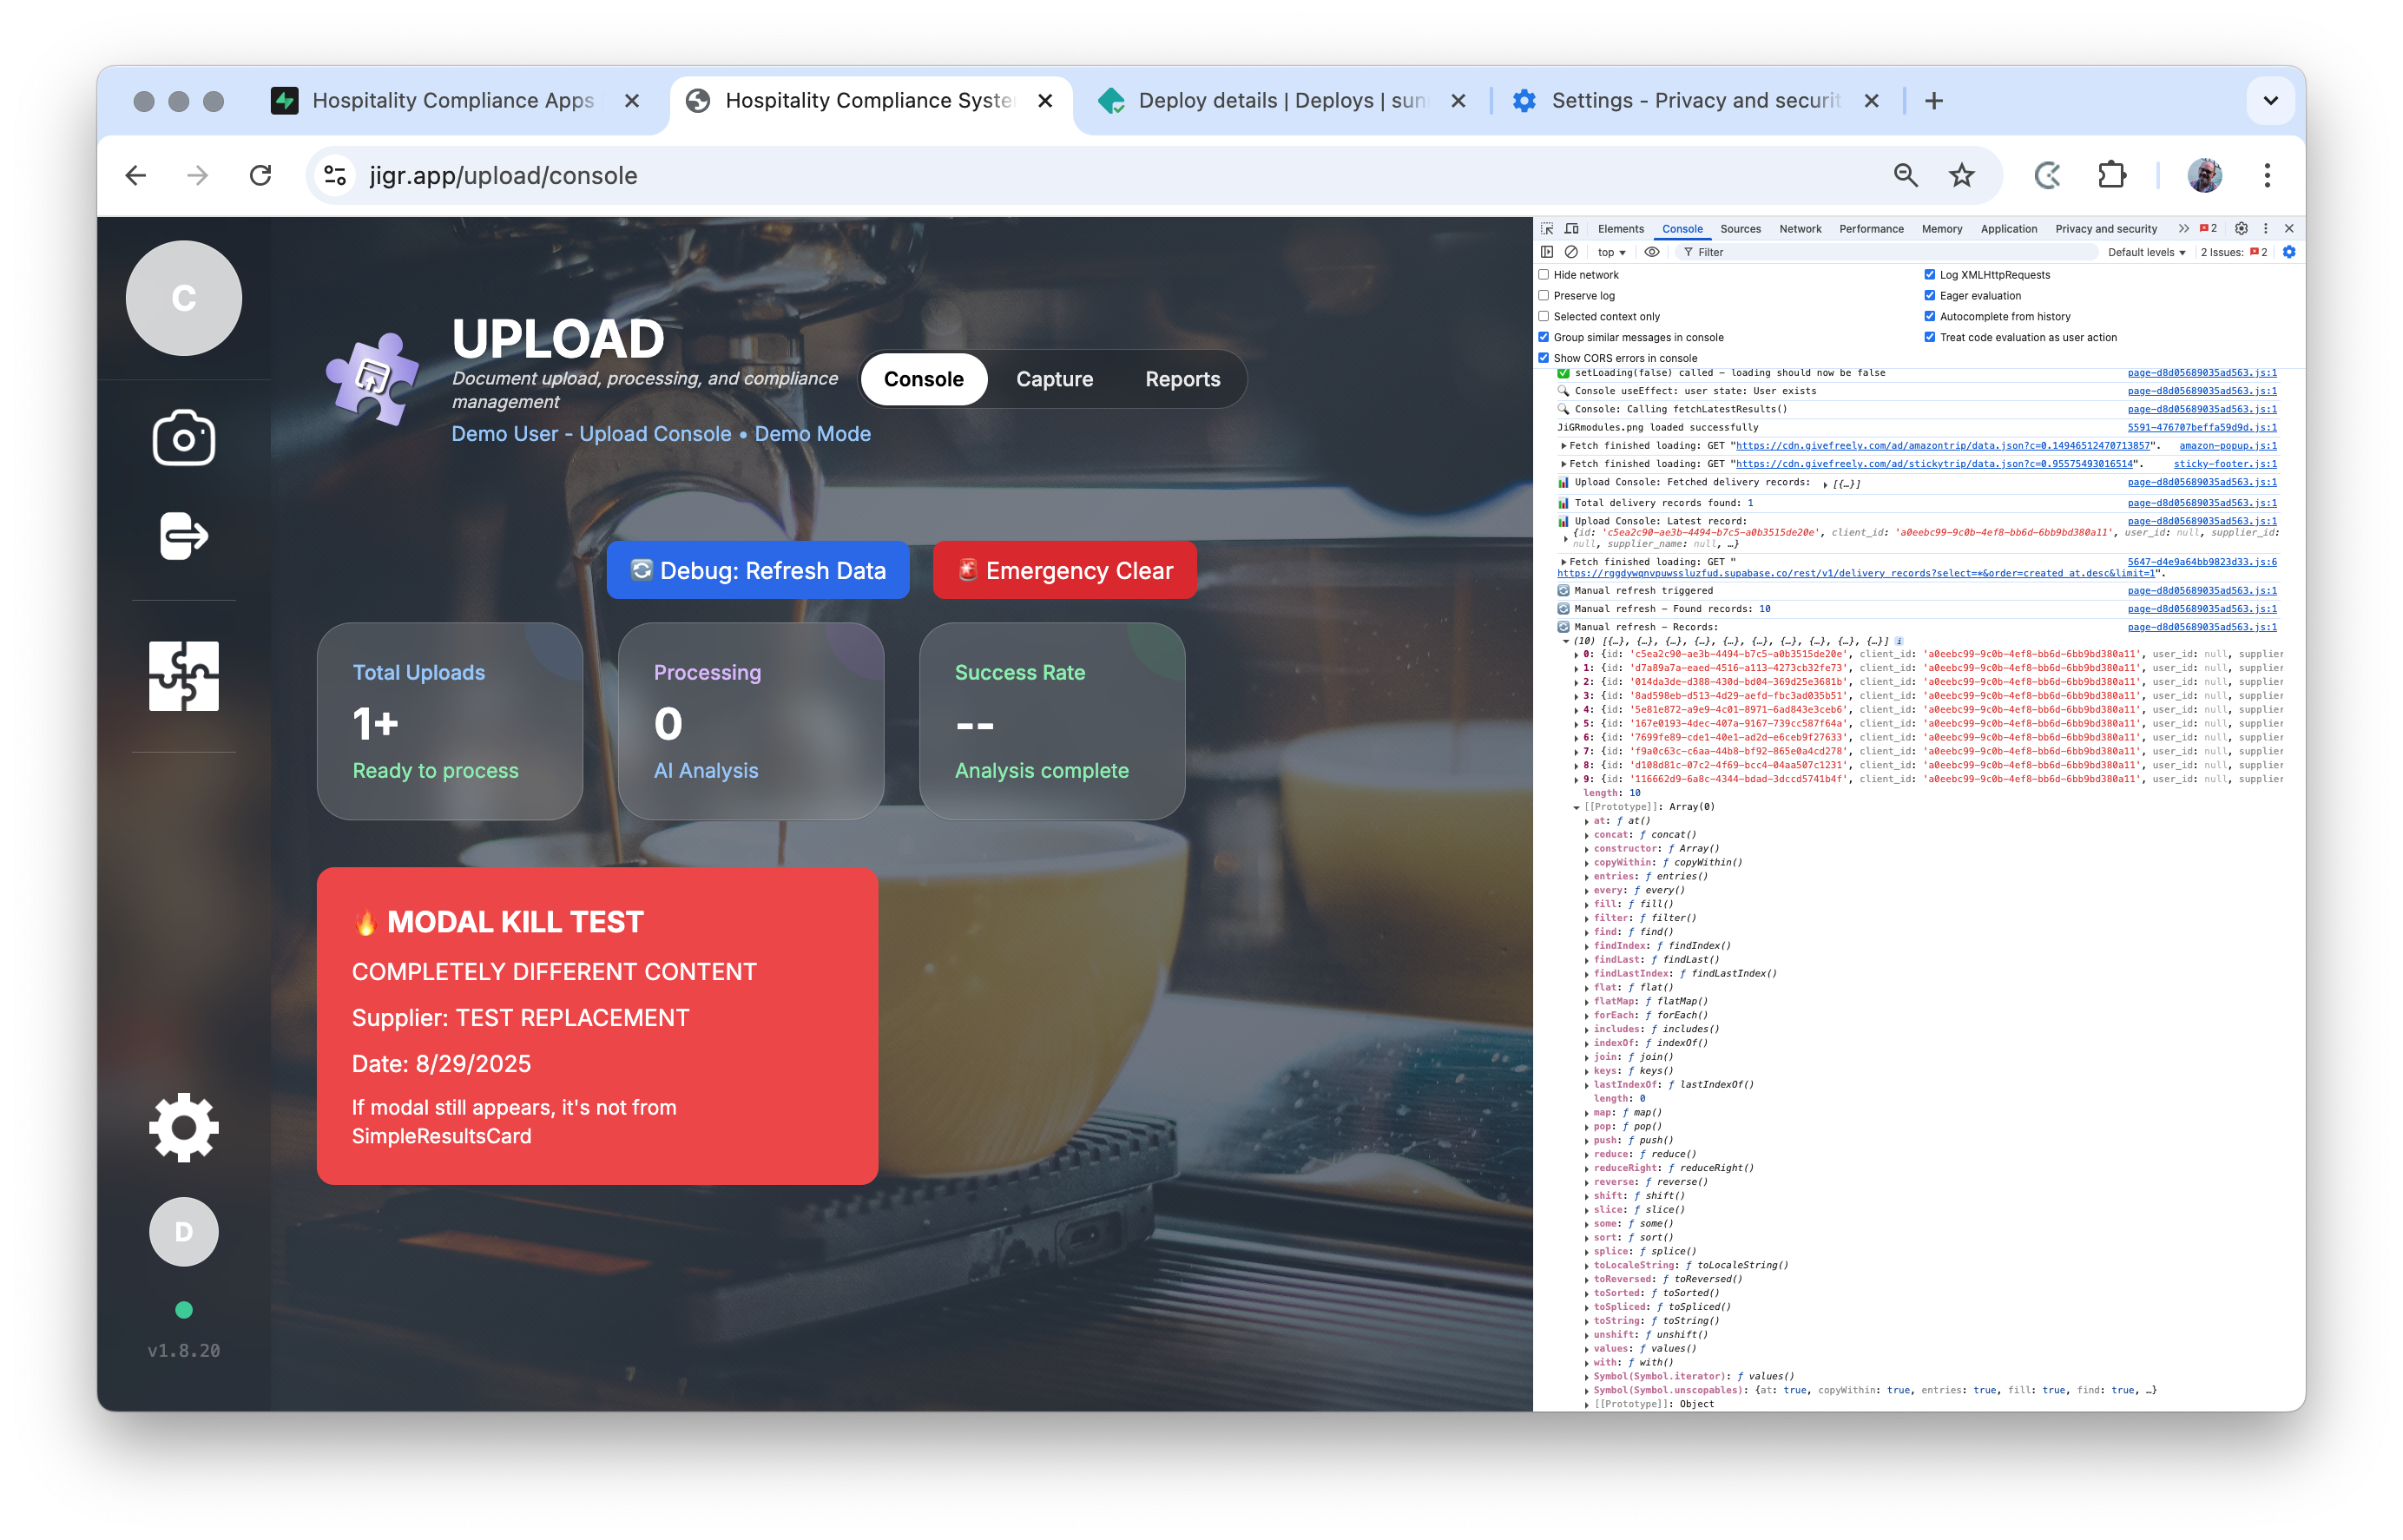 Hospitality Compliance Apps
Hospitality Compliance Syste
Deploy details | Deploys | sun
Settings - Privacy and securit
jigr.app/upload/console
C
UPLOAD
Document upload, processing, and compliance
management
Demo User - Upload Console • Demo Mode
Console
Capture
Reports
🔄 Debug: Refresh Data
🚨 Emergency Clear
Total Uploads
1+
Ready to process
Processing
0
AI Analysis
Success Rate
--
Analysis complete
🔥 MODAL KILL TEST
COMPLETELY DIFFERENT CONTENT
Supplier: TEST REPLACEMENT
Date: 8/29/2025
If modal still appears, it's not from
SimpleResultsCard
D
v1.8.20
Elements Console Sources Network Performance Memory Application Privacy and security 2
top Filter Default levels 2 Issues: 2
Hide network Log XMLHttpRequests
Preserve log Eager evaluation
Selected context only Autocomplete from history
Group similar messages in console Treat code evaluation as user action
Show CORS errors in console
✅ setLoading(false) called – loading should now be false page-d8d05689035ad563.js:1
🔍 Console useEffect: user state: User exists page-d8d05689035ad563.js:1
🔍 Console: Calling fetchLatestResults() page-d8d05689035ad563.js:1
JiGRmodules.png loaded successfully 5591-476707beffa59d9d.js:1
Fetch finished loading: GET "https://cdn.givefreely.com/ad/amazontrip/data.json?c=0.14946512470713857". amazon-popup.js:1
Fetch finished loading: GET "https://cdn.givefreely.com/ad/stickytrip/data.json?c=0.95575493016514". sticky-footer.js:1
📊 Upload Console: Fetched delivery records: [{…}] page-d8d05689035ad563.js:1
📊 Total delivery records found: 1 page-d8d05689035ad563.js:1
📊 Upload Console: Latest record: page-d8d05689035ad563.js:1
{id: 'c5ea2c90-ae3b-4494-b7c5-a0b3515de20e', client_id: 'a0eebc99-9c0b-4ef8-bb6d-6bb9bd380a11', user_id: null, supplier_id:
null, supplier_name: null, …}
Fetch finished loading: GET " 5647-d4e9a64bb9823d33.js:6
https://rggdywqnvpuwssluzfud.supabase.co/rest/v1/delivery_records?select=*&order=created_at.desc&limit=1".
🔄 Manual refresh triggered page-d8d05689035ad563.js:1
🔄 Manual refresh – Found records: 10 page-d8d05689035ad563.js:1
🔄 Manual refresh – Records: page-d8d05689035ad563.js:1
(10) [{…}, {…}, {…}, {…}, {…}, {…}, {…}, {…}, {…}, {…}] i
0: {id: 'c5ea2c90-ae3b-4494-b7c5-a0b3515de20e', client_id: 'a0eebc99-9c0b-4ef8-bb6d-6bb9bd380a11', user_id: null, supplier
1: {id: 'd7a89a7a-eaed-4516-a113-4273cb32fe73', client_id: 'a0eebc99-9c0b-4ef8-bb6d-6bb9bd380a11', user_id: null, supplier
2: {id: '014da3de-d388-430d-bd04-369d25e3681b', client_id: 'a0eebc99-9c0b-4ef8-bb6d-6bb9bd380a11', user_id: null, supplier
3: {id: '8ad598eb-d513-4d29-aefd-fbc3ad035b51', client_id: 'a0eebc99-9c0b-4ef8-bb6d-6bb9bd380a11', user_id: null, supplier
4: {id: '5e81e872-a9e9-4c01-8971-6ad843e3ceb6', client_id: 'a0eebc99-9c0b-4ef8-bb6d-6bb9bd380a11', user_id: null, supplier
5: {id: '167e0193-4dec-407a-9167-739cc587f64a', client_id: 'a0eebc99-9c0b-4ef8-bb6d-6bb9bd380a11', user_id: null, supplier
6: {id: '7699fe89-cde1-40e1-ad2d-e6ceb9f27633', client_id: 'a0eebc99-9c0b-4ef8-bb6d-6bb9bd380a11', user_id: null, supplier
7: {id: 'f9a0c63c-c6aa-44b8-bf92-865e0a4cd278', client_id: 'a0eebc99-9c0b-4ef8-bb6d-6bb9bd380a11', user_id: null, supplier
8: {id: 'd108d81c-07c2-4f69-bcc4-04aa507c1231', client_id: 'a0eebc99-9c0b-4ef8-bb6d-6bb9bd380a11', user_id: null, supplier
9: {id: '116662d9-6a8c-4344-bdad-3dccd5741b4f', client_id: 'a0eebc99-9c0b-4ef8-bb6d-6bb9bd380a11', user_id: null, supplier
length: 10
[[Prototype]]: Array(0)
at: ƒ at()
concat: ƒ concat()
constructor: ƒ Array()
copyWithin: ƒ copyWithin()
entries: ƒ entries()
every: ƒ every()
fill: ƒ fill()
filter: ƒ filter()
find: ƒ find()
findIndex: ƒ findIndex()
findLast: ƒ findLast()
findLastIndex: ƒ findLastIndex()
flat: ƒ flat()
flatMap: ƒ flatMap()
forEach: ƒ forEach()
includes: ƒ includes()
indexOf: ƒ indexOf()
join: ƒ join()
keys: ƒ keys()
lastIndexOf: ƒ lastIndexOf()
length: 0
map: ƒ map()
pop: ƒ pop()
push: ƒ push()
reduce: ƒ reduce()
reduceRight: ƒ reduceRight()
reverse: ƒ reverse()
shift: ƒ shift()
slice: ƒ slice()
some: ƒ some()
sort: ƒ sort()
splice: ƒ splice()
toLocaleString: ƒ toLocaleString()
toReversed: ƒ toReversed()
toSorted: ƒ toSorted()
toSpliced: ƒ toSpliced()
toString: ƒ toString()
unshift: ƒ unshift()
values: ƒ values()
with: ƒ with()
Symbol(Symbol.iterator): ƒ values()
Symbol(Symbol.unscopables): {at: true, copyWithin: true, entries: true, fill: true, find: true, …}
[[Prototype]]: Object